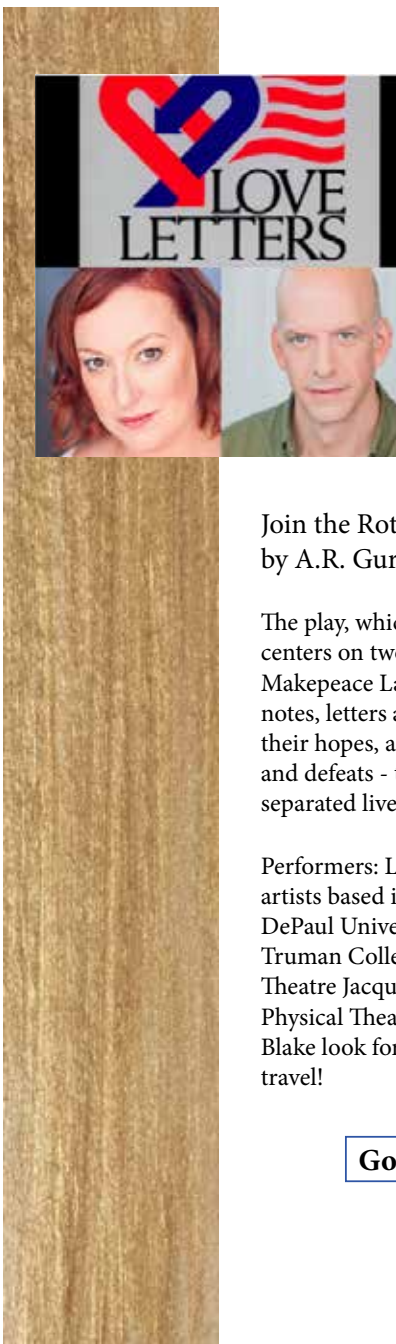 LOVE
LETTERS
Join the Rot
by A.R. Gur
The play, whic
centers on two
Makepeace La
notes, letters a
their hopes, a
and defeats -
separated live
Performers: L
artists based i
DePaul Unive
Truman Colle
Theatre Jacqu
Physical Thea
Blake look for
travel!
Go